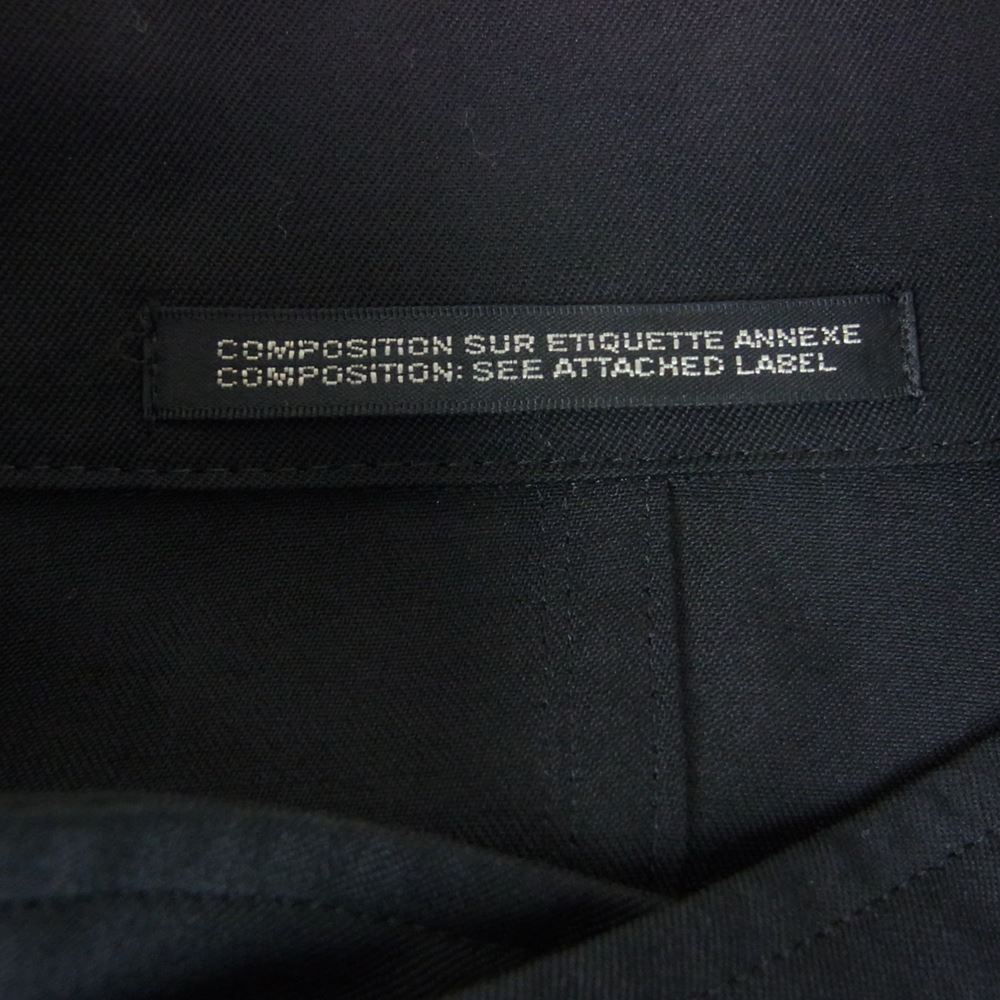 COMPOSITION SUR ETIQUETTE ANNEXE
COMPOSITION: SEE ATTACHED LABEL